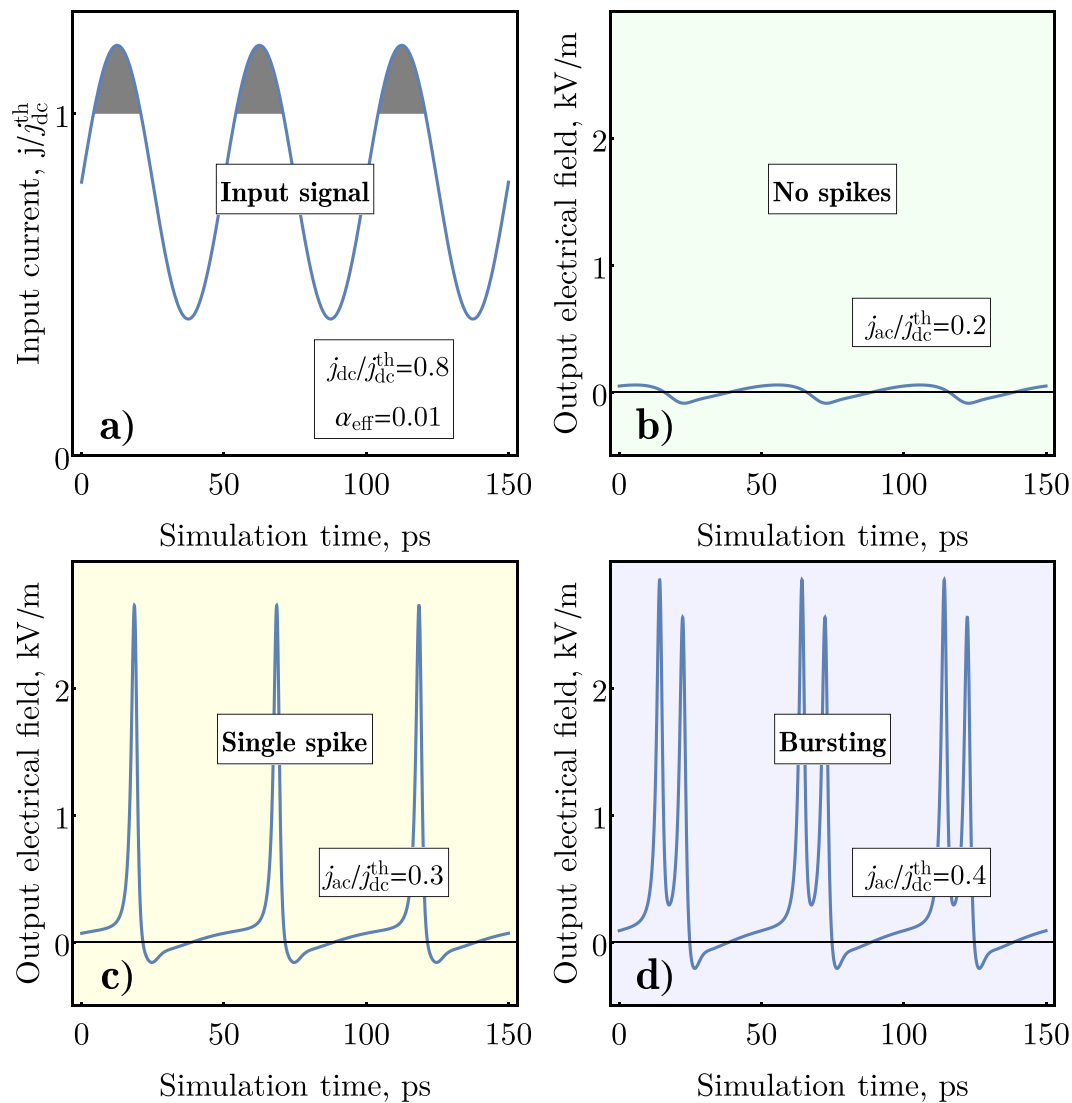 Input current, j/j_dc^th
1
0
Input signal
j_dc/j_dc^th=0.8
α_eff=0.01
a)
0 50 100 150
Simulation time, ps
Output electrical field, kV/m
2
1
0
No spikes
j_ac/j_dc^th=0.2
b)
0 50 100 150
Simulation time, ps
Output electrical field, kV/m
2
1
0
Single spike
j_ac/j_dc^th=0.3
c)
0 50 100 150
Simulation time, ps
Output electrical field, kV/m
2
1
0
Bursting
j_ac/j_dc^th=0.4
d)
0 50 100 150
Simulation time, ps